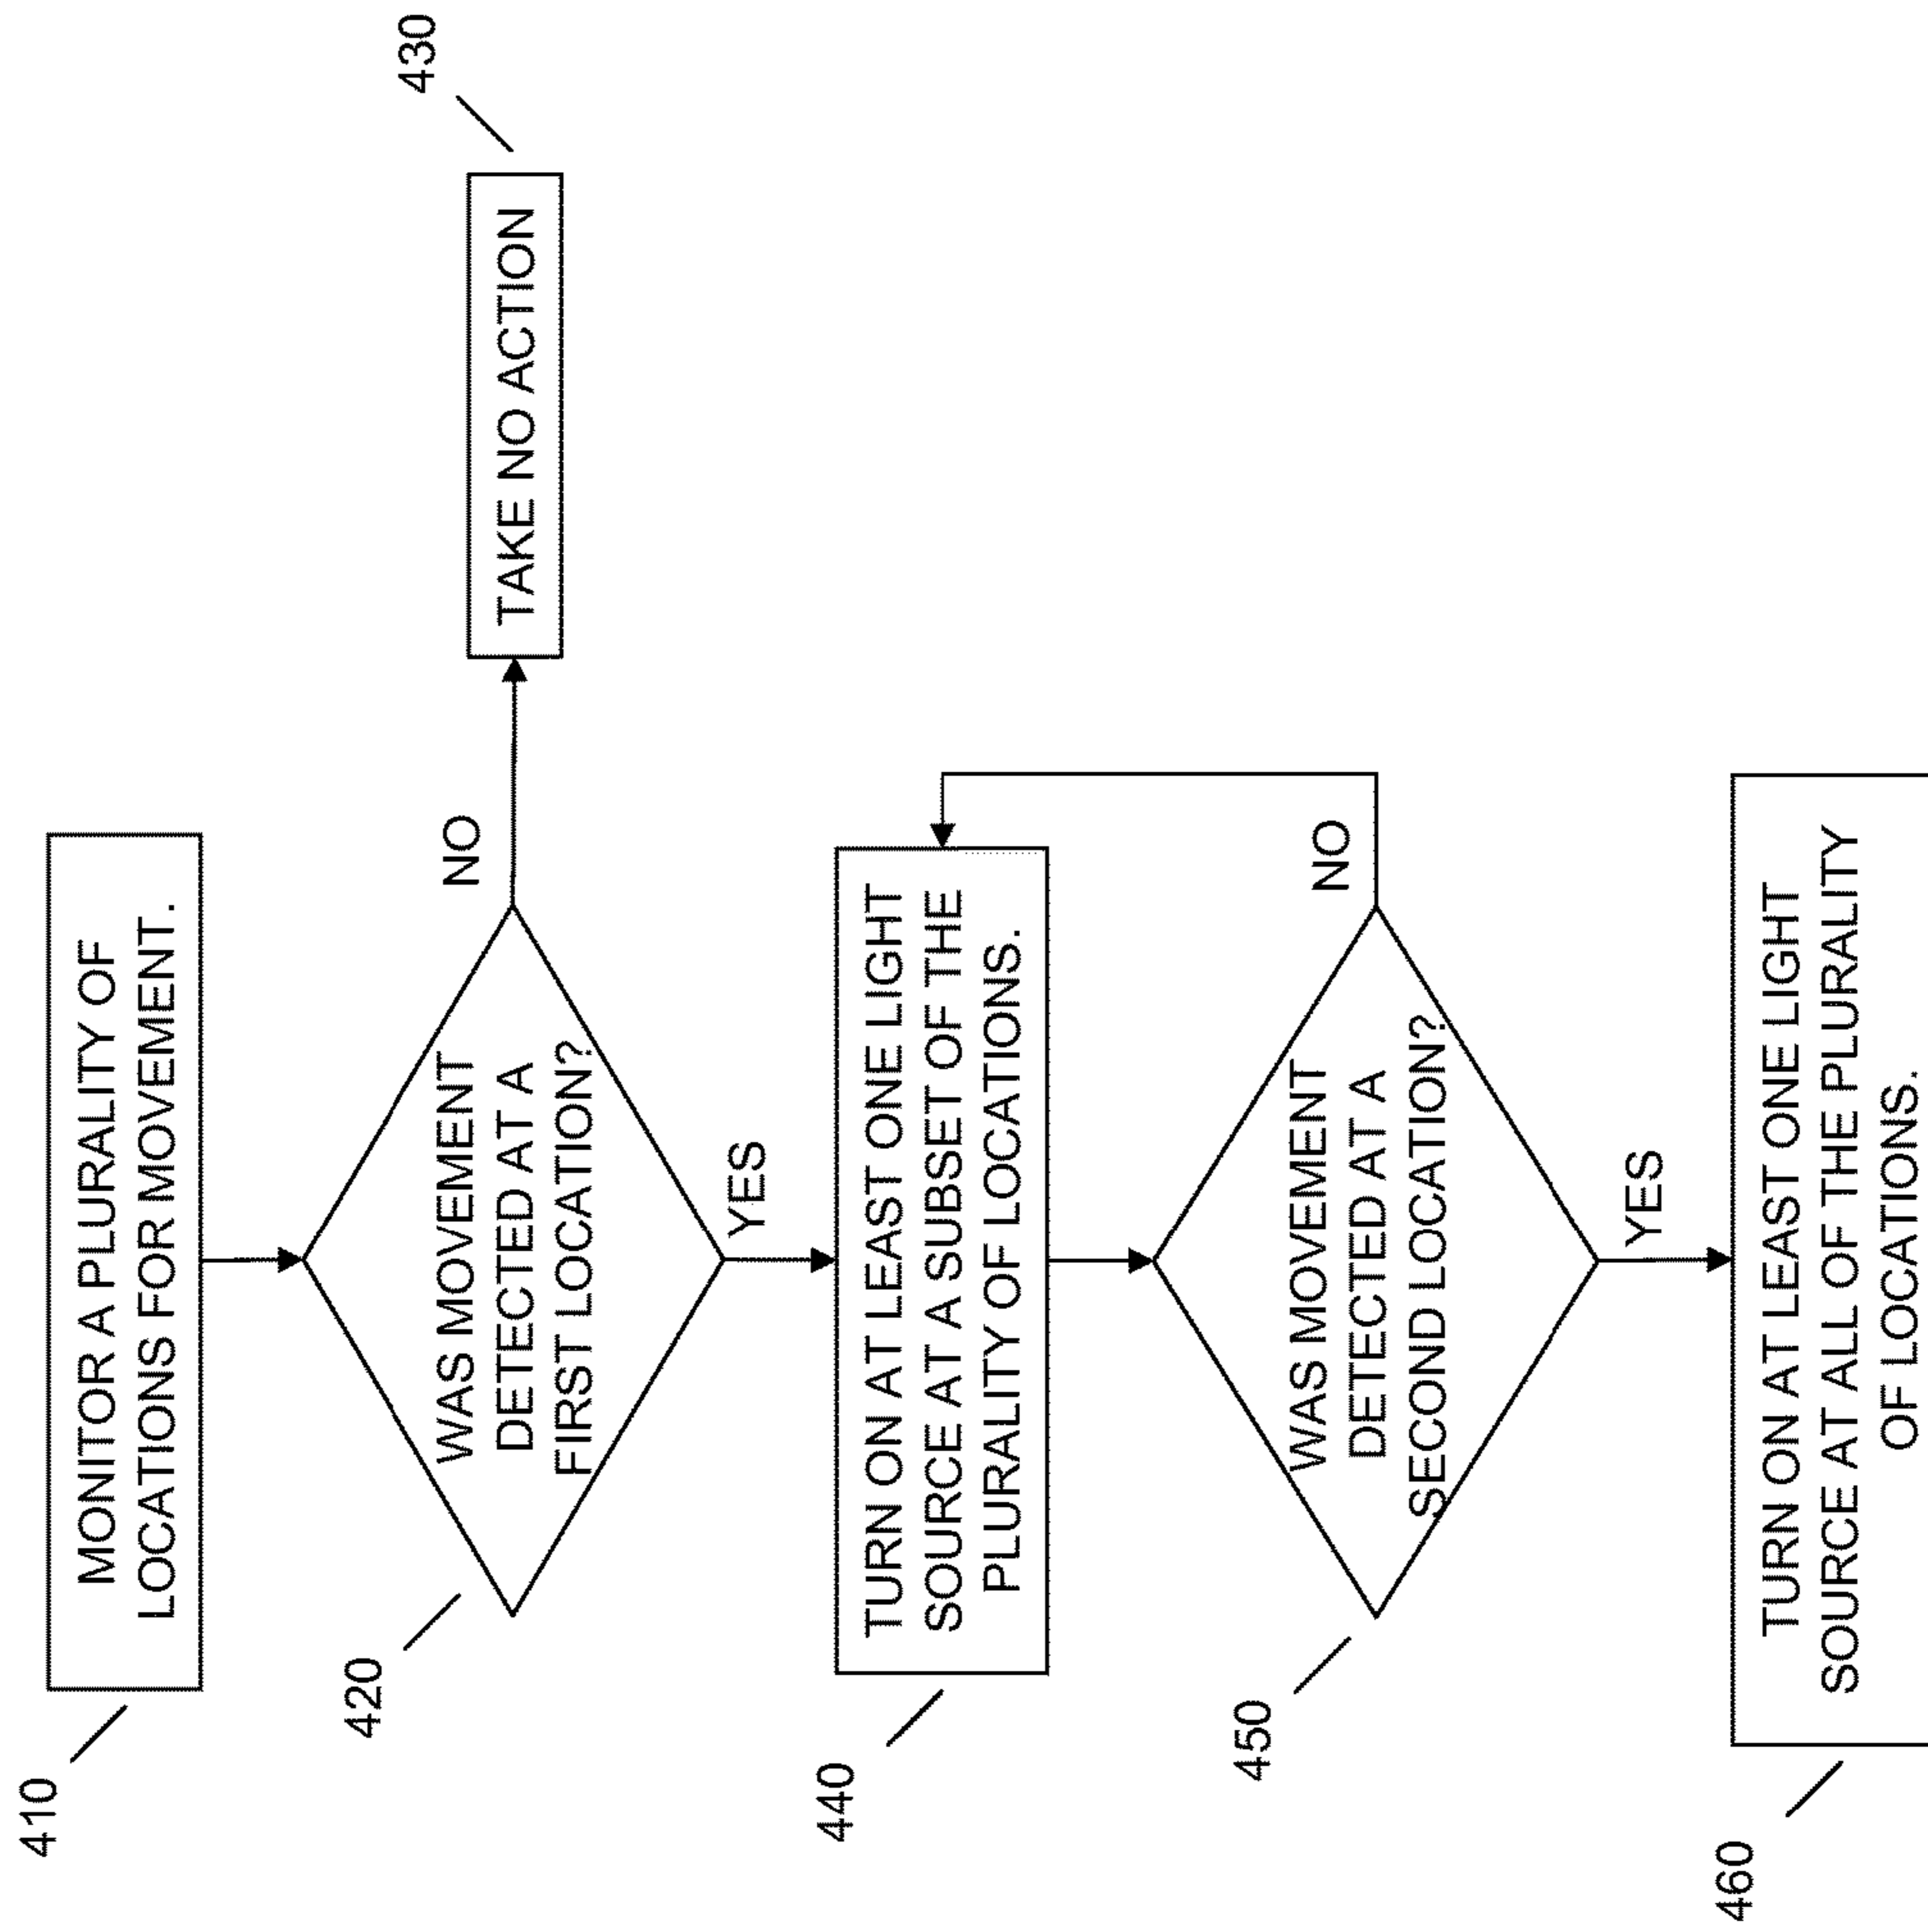 410
MONITOR A PLURALITY OF
LOCATIONS FOR MOVEMENT.
420
WAS MOVEMENT
DETECTED AT A
FIRST LOCATION?
NO
TAKE NO ACTION
430
YES
440
TURN ON AT LEAST ONE LIGHT
SOURCE AT A SUBSET OF THE
PLURALITY OF LOCATIONS.
450
WAS MOVEMENT
DETECTED AT A
SECOND LOCATION?
NO
YES
460
TURN ON AT LEAST ONE LIGHT
SOURCE AT ALL OF THE PLURALITY
OF LOCATIONS.